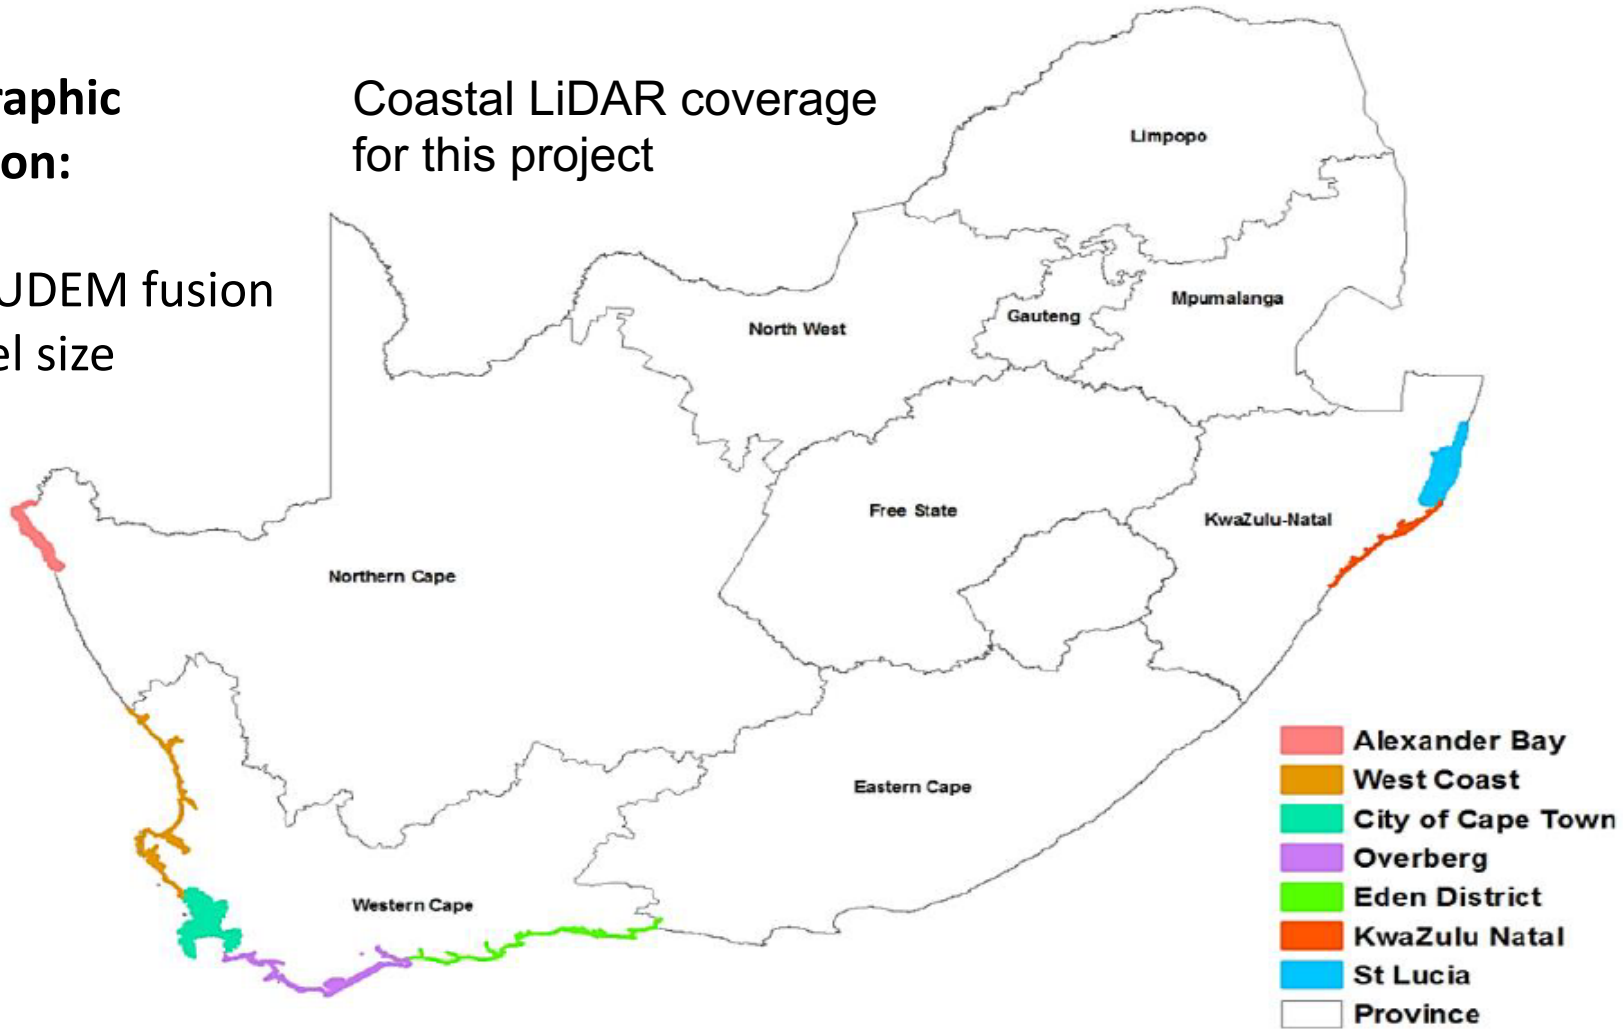 raphic
on:
UDEM fusion
el size
Coastal LiDAR coverage
for this project
Limpopo
Mpumalanga
Gauteng
North West
Free State
KwaZulu-Natal
Northern Cape
Eastern Cape
Western Cape
Alexander Bay
West Coast
City of Cape Town
Overberg
Eden District
KwaZulu Natal
St Lucia
Province